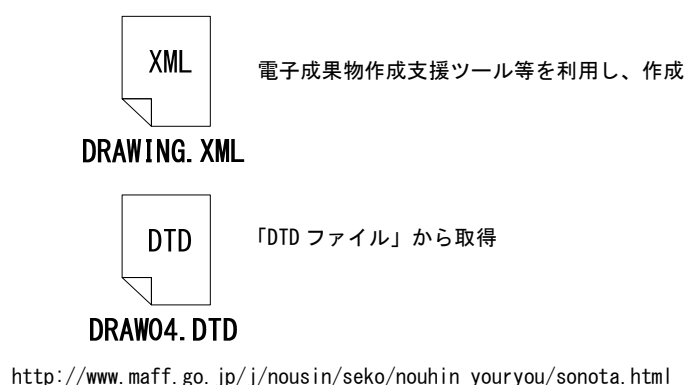 XML
電子成果物作成支援ツール等を利用し、作成
DRAWING.XML
DTD
「DTD ファイル」から取得
DRAW04.DTD
http://www.maff.go.jp/j/nousin/seko/nouhin_youryou/sonota.html